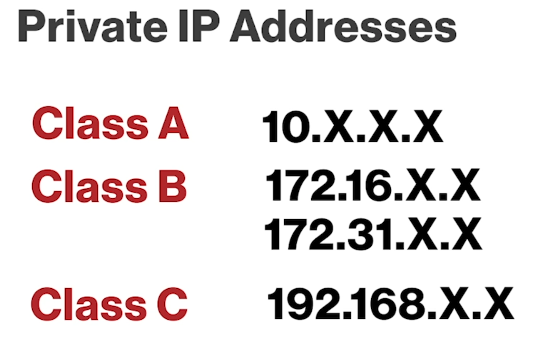 Private IP Addresses
Class A 10.X.X.X
Class B 172.16.X.X
172.31.X.X
Class C 192.168.X.X